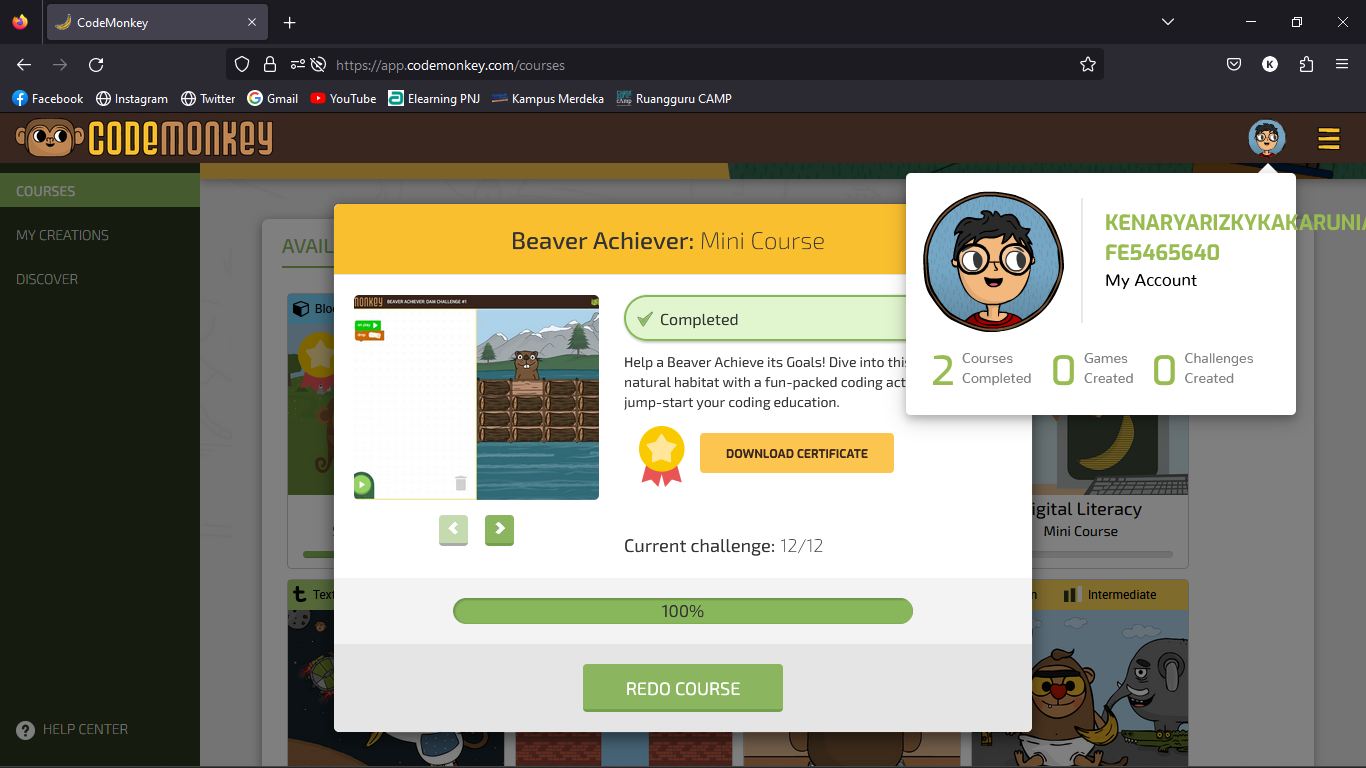 CodeMonkey
https://app.codemonkey.com/courses
K
Facebook
Instagram
Twitter
Gmail
YouTube
Elearning PNJ
Kampus Merdeka
Ruangguru CAMP
CODEMONKEY
COURSES
MY CREATIONS
DISCOVER
HELP CENTER
AVAIL
Beaver Achiever: Mini Course
BEAVER ACHIEVER: DAM CHALLENGE #1
Completed
Help a Beaver Achieve its Goals! Dive into this
natural habitat with a fun-packed coding act
jump-start your coding education.
DOWNLOAD CERTIFICATE
Current challenge: 12/12
100%
REDO COURSE
KENARYARIZKYKAKARUNIA
FE5465640
My Account
2 Courses Completed
0 Games Created
0 Challenges Created
Bloc
igital Literacy
Mini Course
Text
n
Intermediate